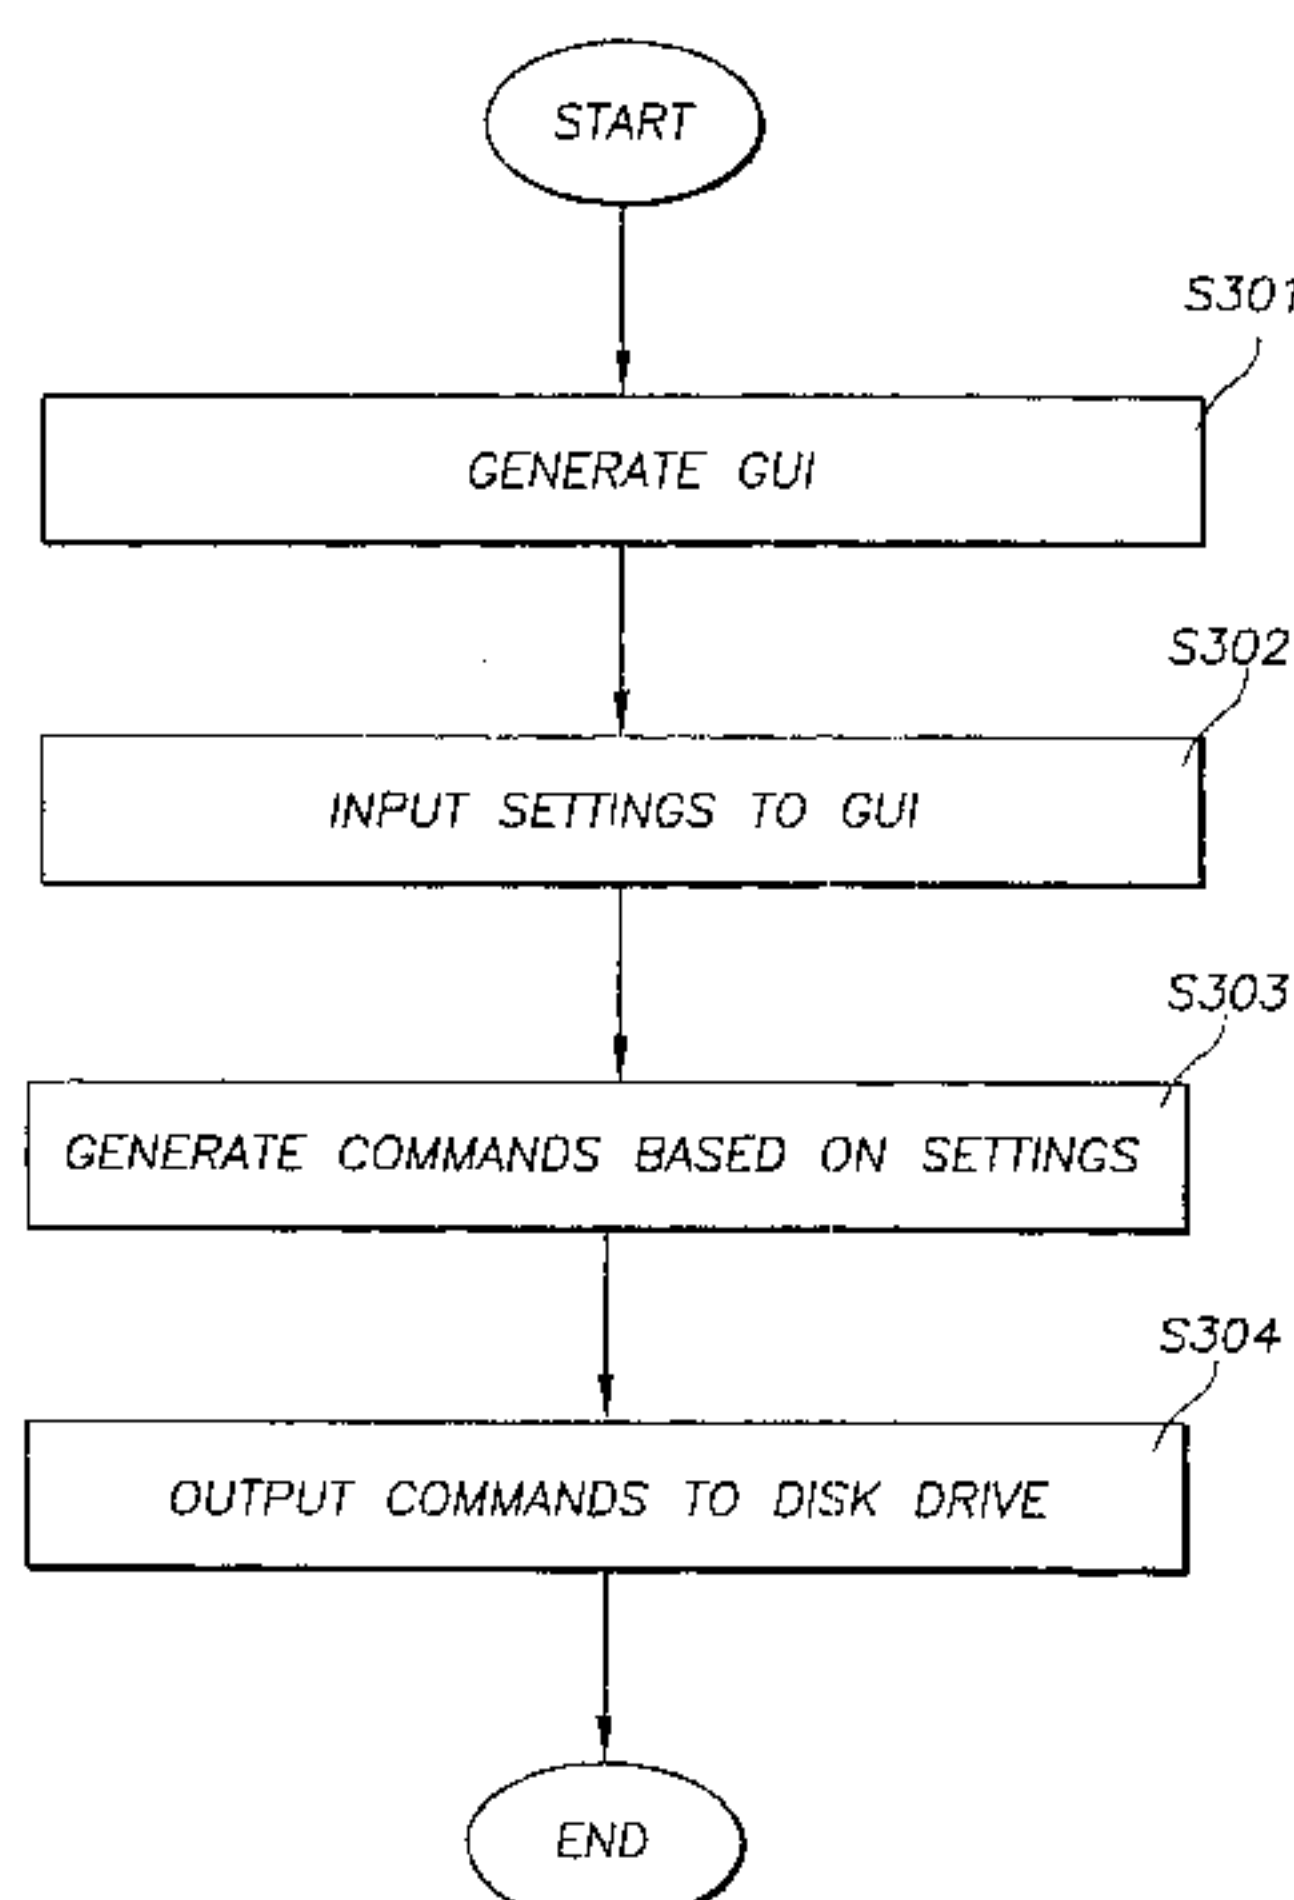 START
S301
GENERATE GUI
S302
INPUT SETTINGS TO GUI
S303
GENERATE COMMANDS BASED ON SETTINGS
S304
OUTPUT COMMANDS TO DISK DRIVE
END